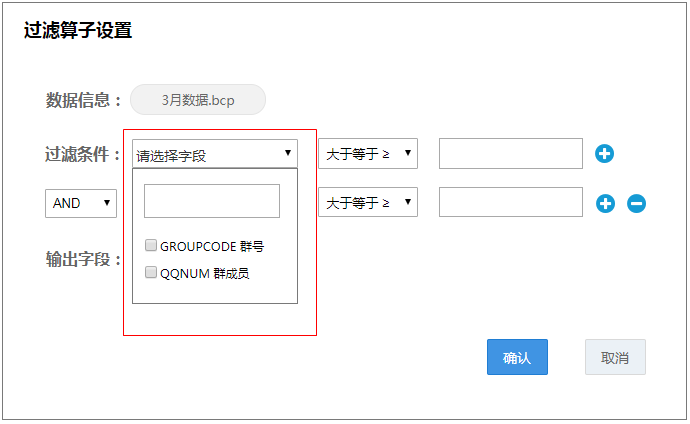 过滤算子设置
数据信息： 3月数据.bcp
过滤条件： 请选择字段 大于等于 ≥
AND 大于等于 ≥
GROUPCODE 群号
输出字段：
QQNUM 群成员
确认 取消